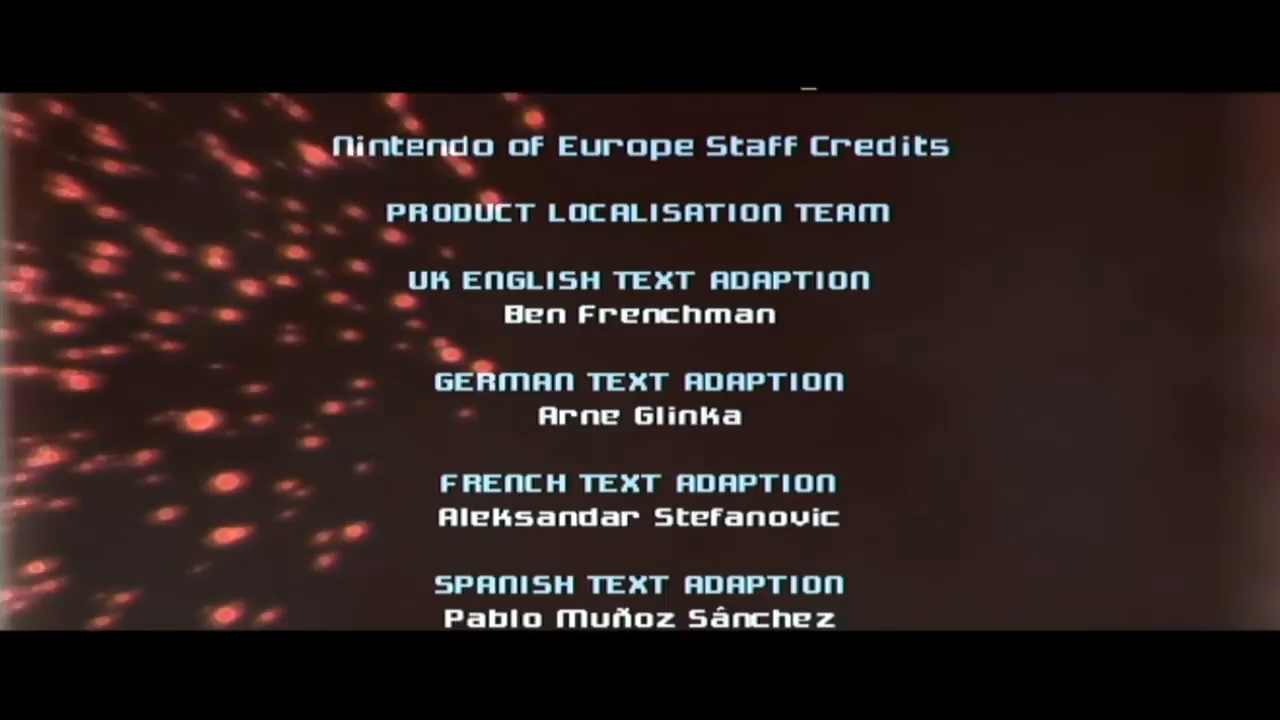 Nintendo of Europe Staff Credits
PRODUCT LOCALISATION TEAM
UK ENGLISH TEXT ADAPTION
Ben Frenchman
GERMAN TEXT ADAPTION
Arne Glinka
FRENCH TEXT ADAPTION
Aleksandar Stefanovic
SPANISH TEXT ADAPTION
Pablo Muñoz Sánchez